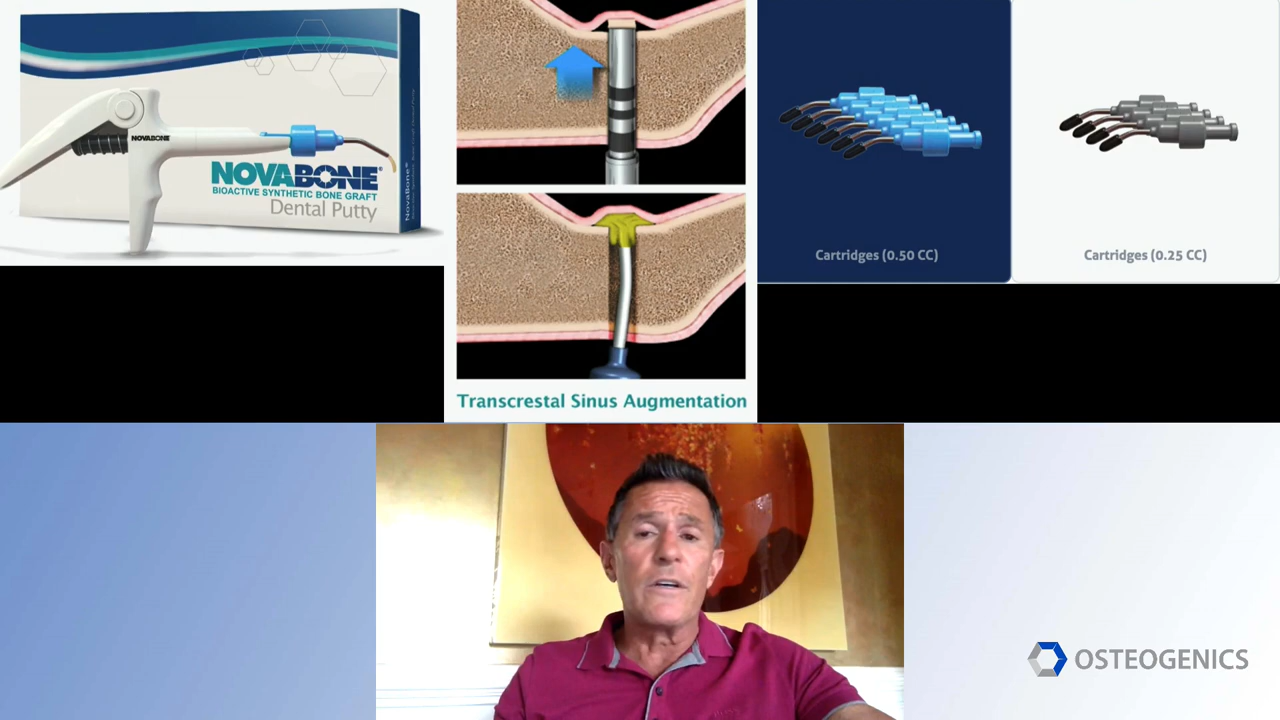 NOVABONE
NOVABONE®
BIOACTIVE SYNTHETIC BONE GRAFT
Dental Putty
NovaBone®
Transcrestal Sinus Augmentation
Cartridges (0.50 CC)
Cartridges (0.25 CC)
OSTEOGENICS